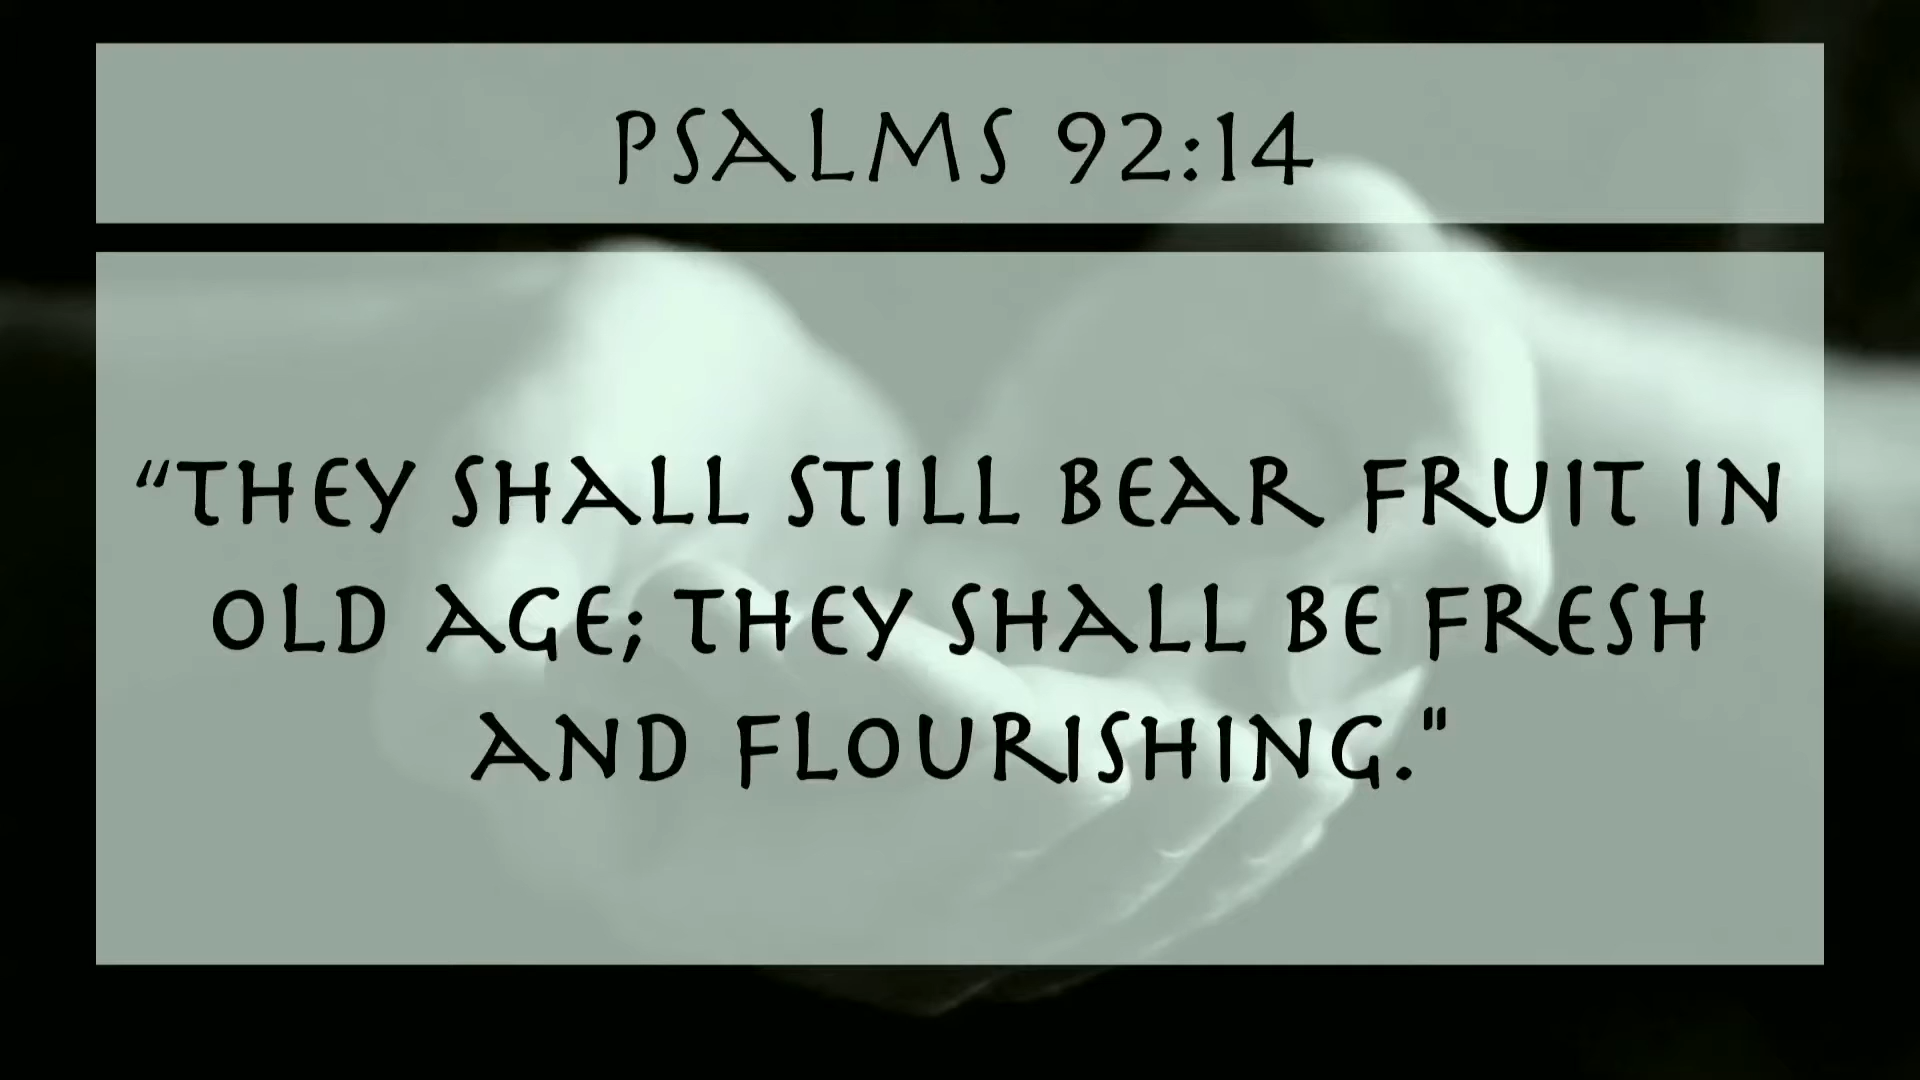 PSALMS 92:14
“THEY SHALL STILL BEAR FRUIT IN
OLD AGE; THEY SHALL BE FRESH
AND FLOURISHING."